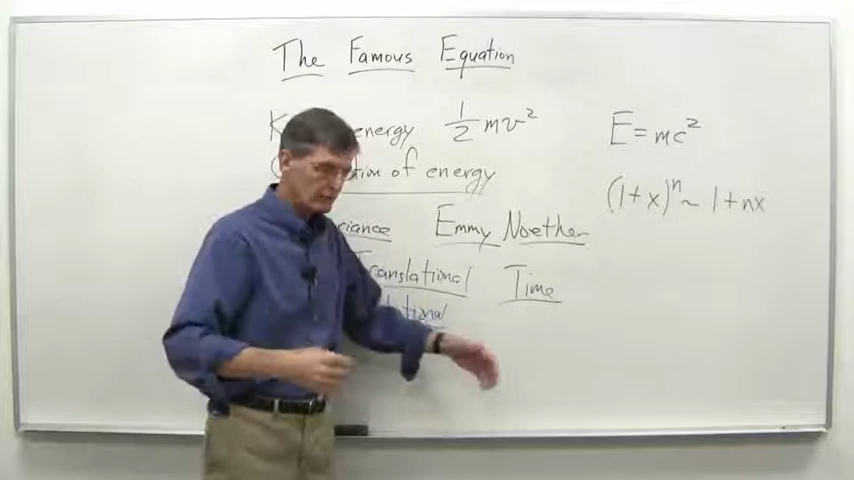 The Famous Equation
energy 1/2 mv²
of energy
Emmy Noether
Translational Time
E=mc²
(1+x)ⁿ ~ 1+nx